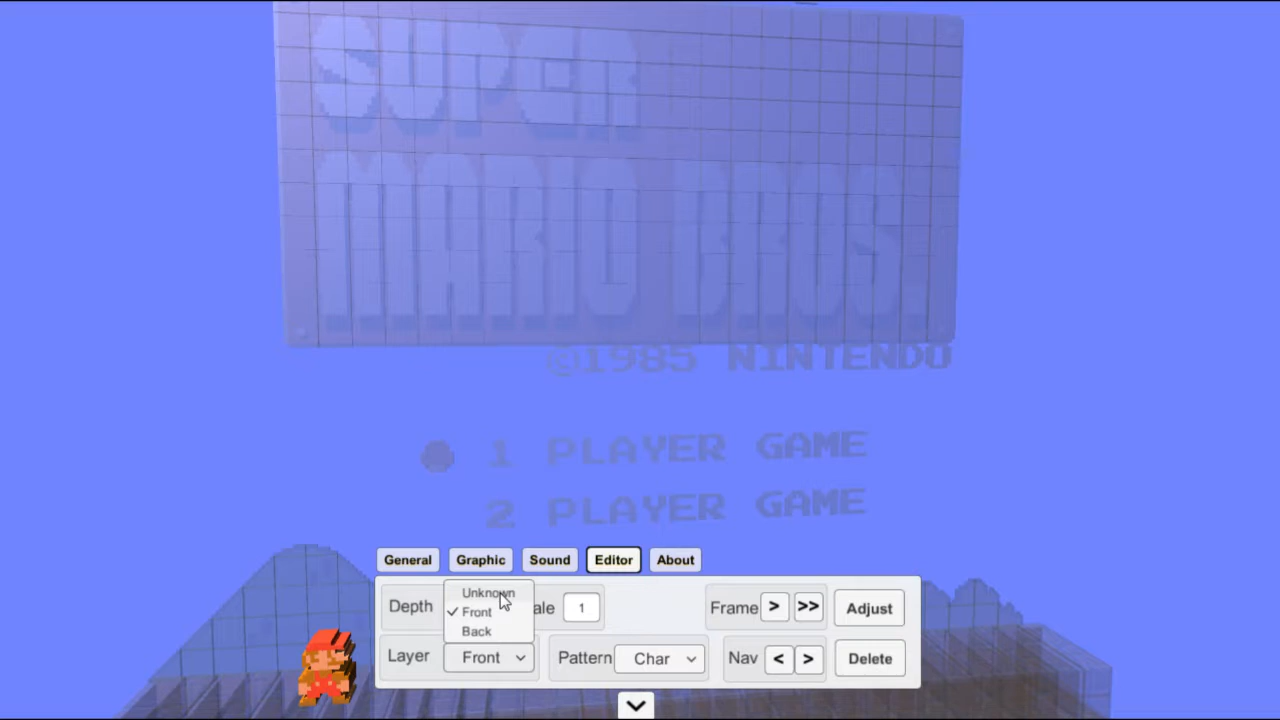 SUPER
MARIO BROS.
©1985 NINTENDO
1 PLAYER GAME
2 PLAYER GAME
General Graphic Sound Editor About
Depth ale 1 Frame > >> Adjust
Unknown
Front
Back
Layer Front Pattern Char Nav < > Delete